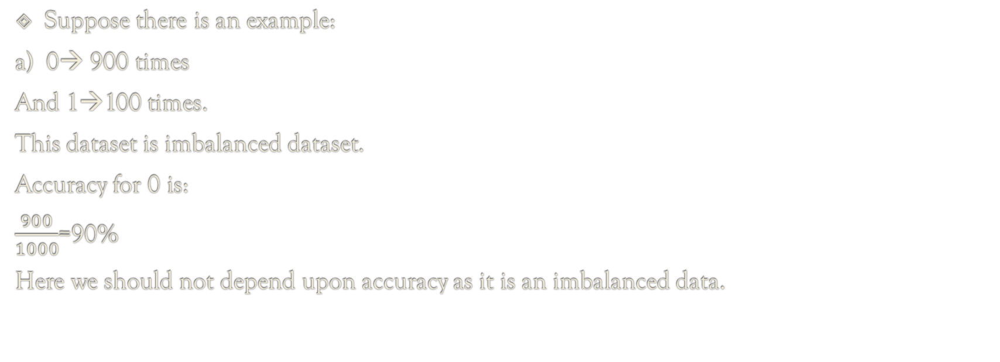 ❖ Suppose there is an example:
a) 0→ 900 times
And 1→100 times.
This dataset is imbalanced dataset.
Accuracy for 0 is:
900/1000=90%
Here we should not depend upon accuracy as it is an imbalanced data.